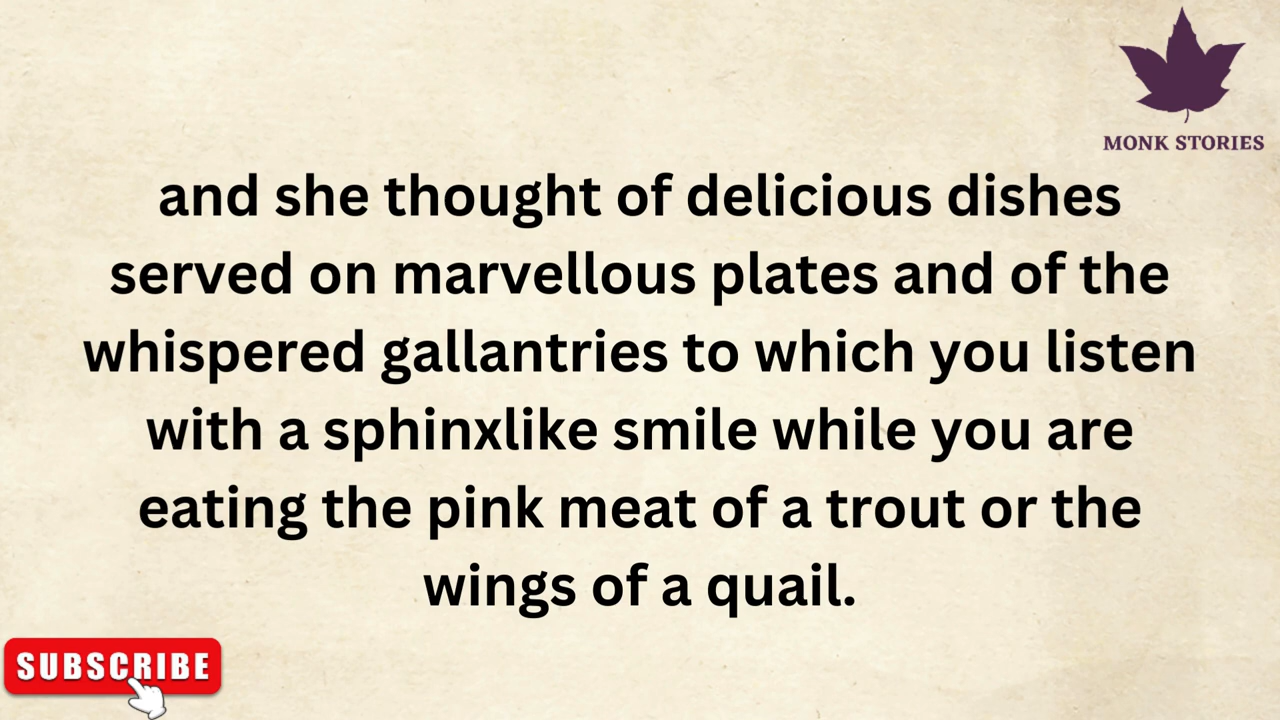 MONK STORIES
and she thought of delicious dishes
served on marvellous plates and of the
whispered gallantries to which you listen
with a sphinxlike smile while you are
eating the pink meat of a trout or the
wings of a quail.
SUBSCRIBE